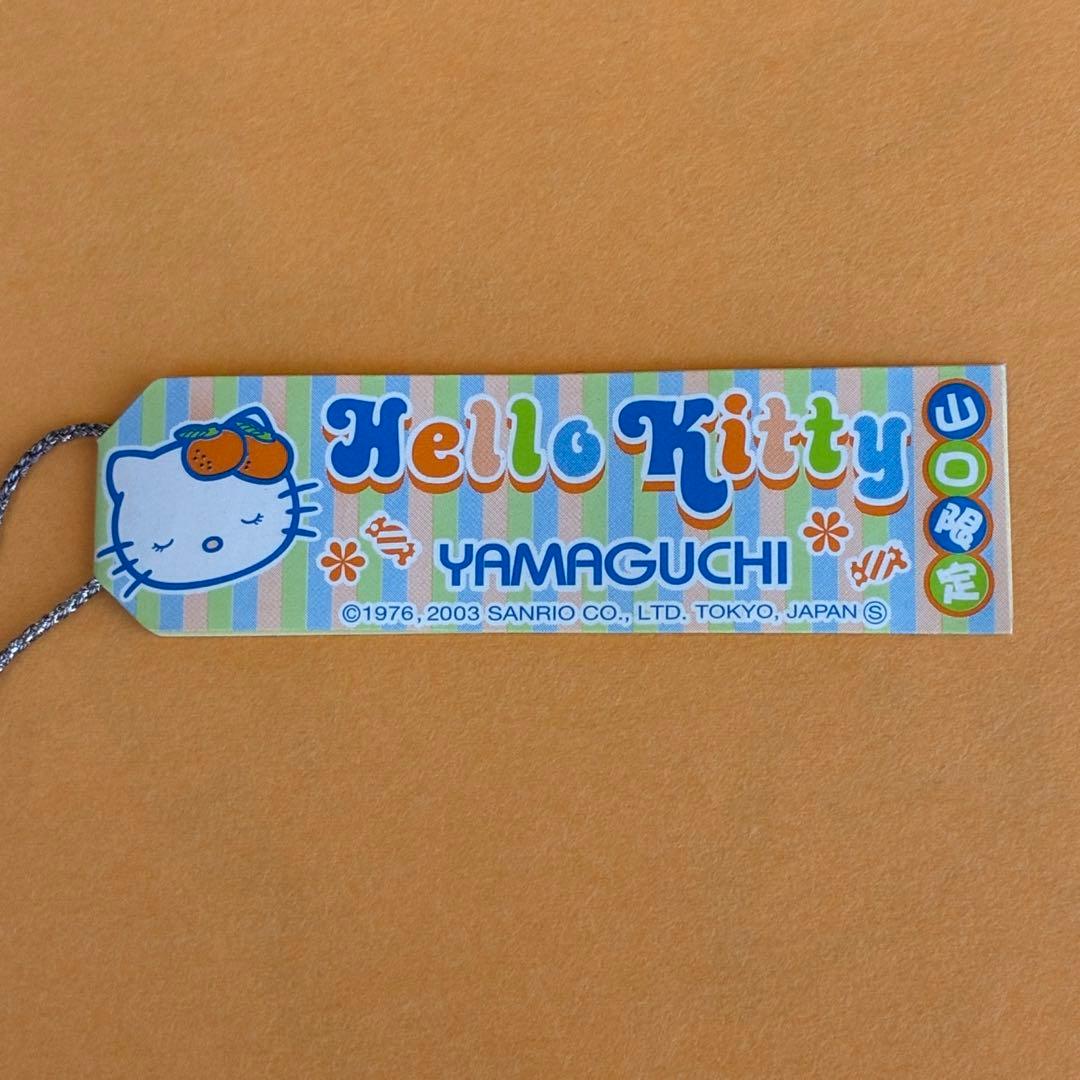 Hello Kitty
YAMAGUCHI
©1976, 2003 SANRIO CO., LTD. TOKYO, JAPAN Ⓢ
山口限定